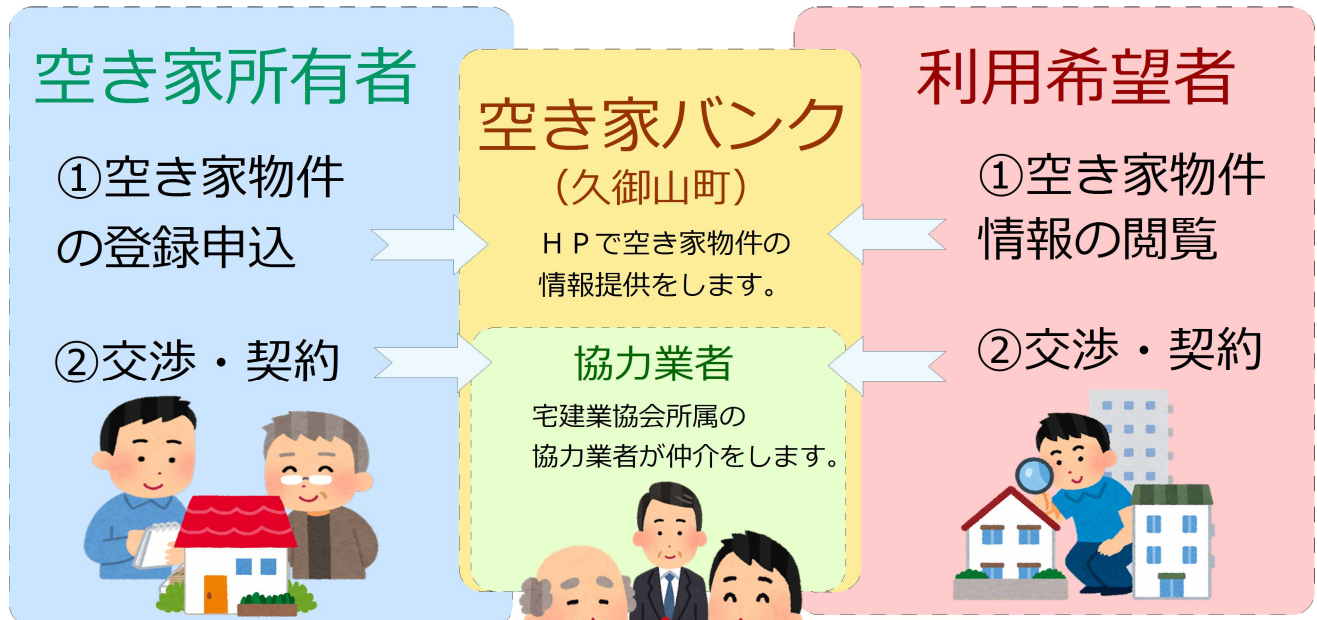 空き家所有者
①空き家物件
の登録申込
②交渉・契約
空き家バンク
（久御山町）
ＨＰで空き家物件の
情報提供をします。
協力業者
宅建業協会所属の
協力業者が仲介をします。
利用希望者
①空き家物件
情報の閲覧
②交渉・契約